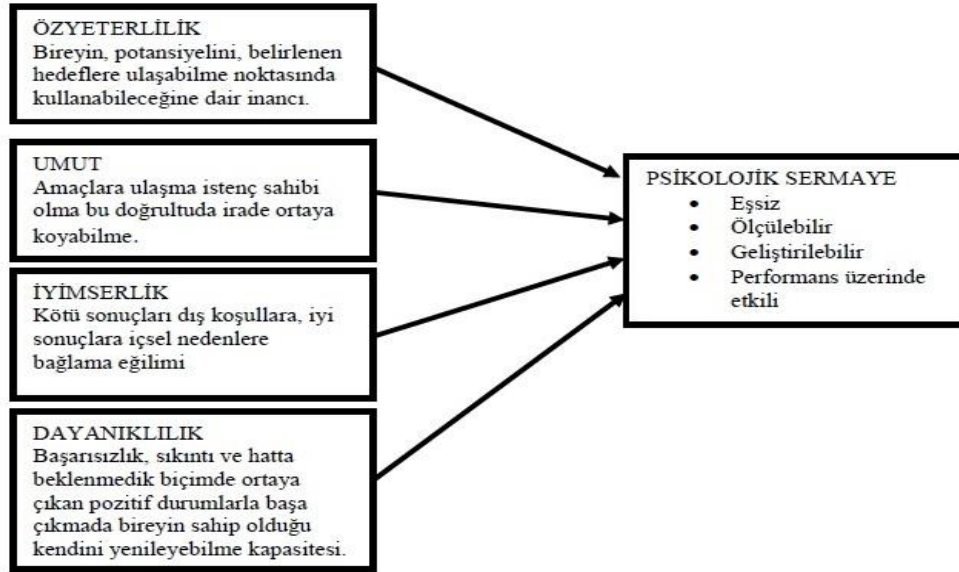 ÖZYETERLİLİK
Bireyin, potansiyelini, belirlenen
hedeflere ulaşabilme noktasında
kullanabileceğine dair inancı.
UMUT
Amaçlara ulaşma istenç sahibi
olma bu doğrultuda irade ortaya
koyabilme.
İYİMSERLİK
Kötü sonuçları dış koşullara, iyi
sonuçlara içsel nedenlere
bağlama eğilimi
DAYANIKLILIK
Başarısızlık, sıkıntı ve hatta
beklenmedik biçimde ortaya
çıkan pozitif durumlarla başa
çıkmada bireyin sahip olduğu
kendini yenileyebilme kapasitesi.
PSİKOLOJİK SERMAYE
• Eşsiz
• Ölçülebilir
• Geliştirilebilir
• Performans üzerinde
etkili